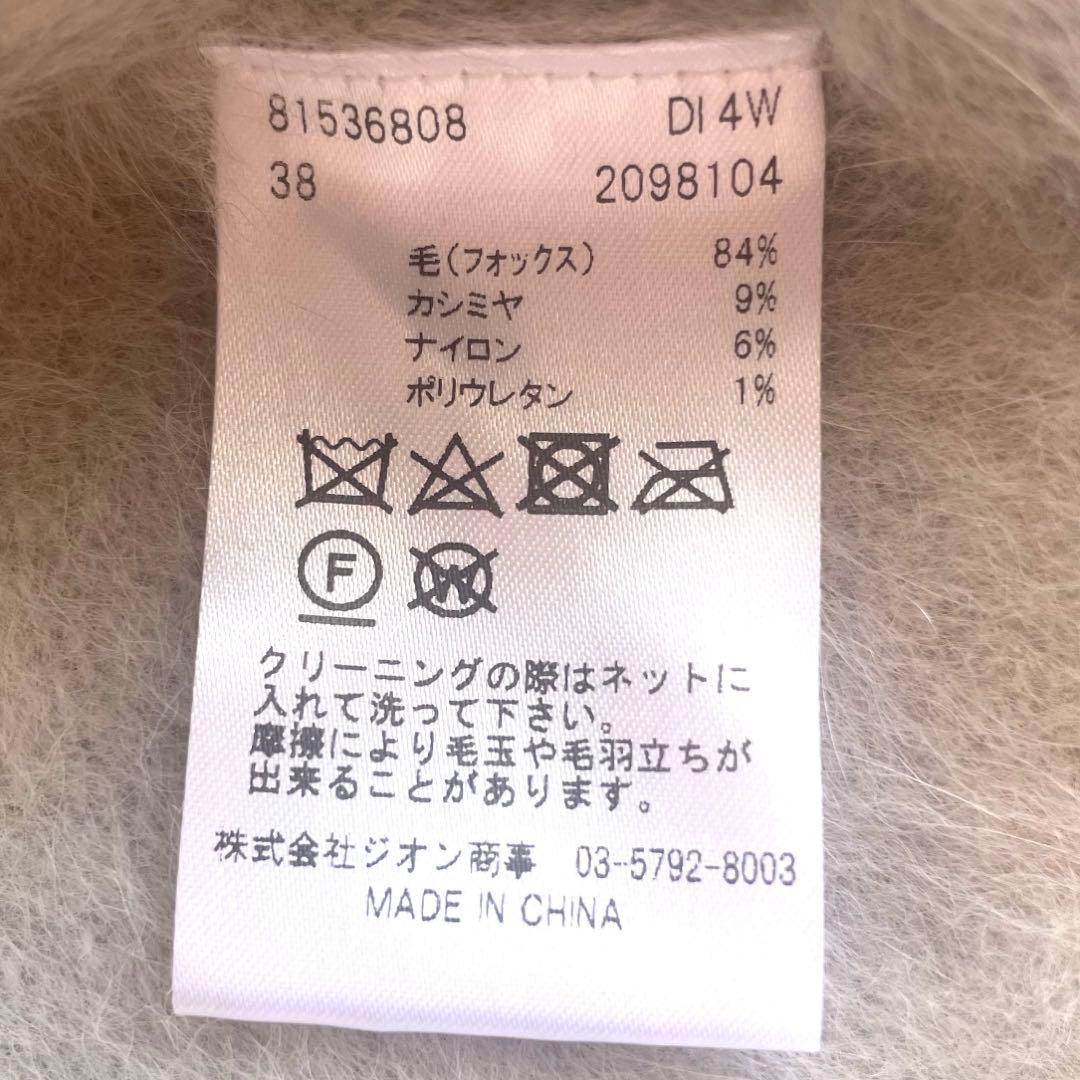 81536808 DI 4W
38 2098104
毛(フォックス) 84%
カシミヤ 9%
ナイロン 6%
ポリウレタン 1%
F W
クリーニングの際はネットに
入れて洗って下さい。
摩擦により毛玉や毛羽立ちが
出来ることがあります。
株式会社ジオン商事 03-5792-8003
MADE IN CHINA